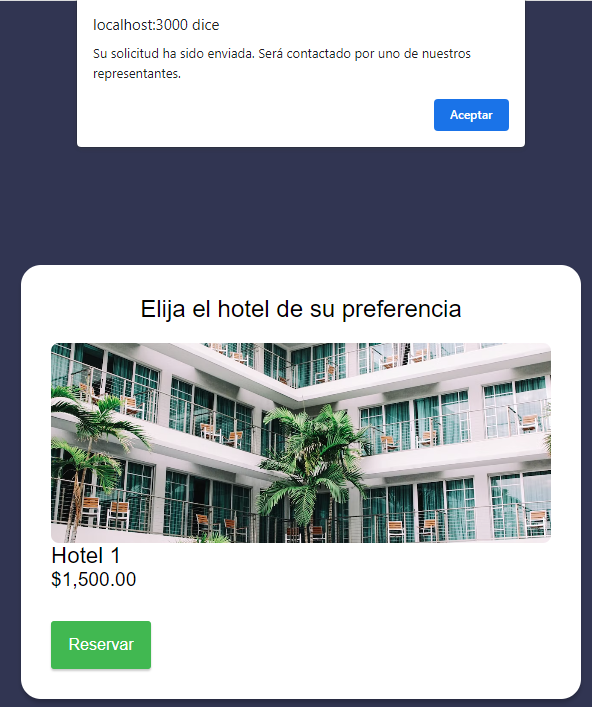 localhost:3000 dice
Su solicitud ha sido enviada. Será contactado por uno de nuestros
representantes.
Aceptar
Elija el hotel de su preferencia
Hotel 1
$1,500.00
Reservar